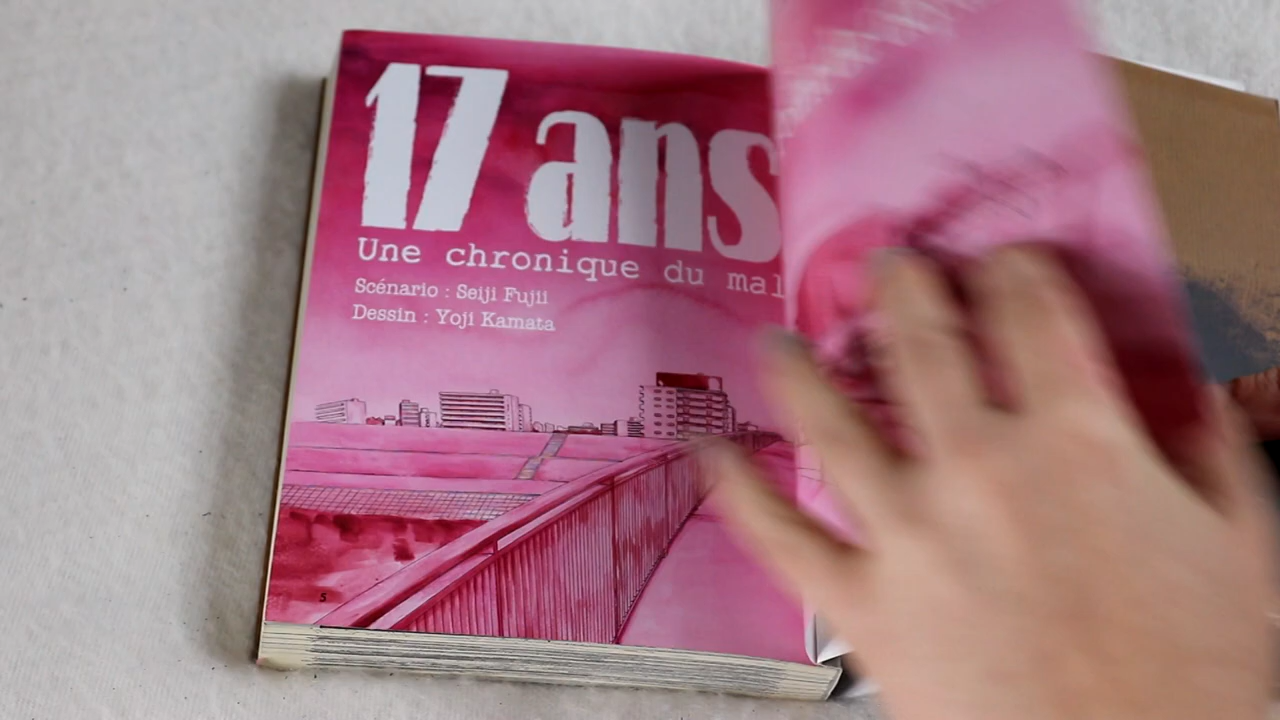 17 ans
Une chronique du mal
Scénario : Seiji Fujii
Dessin : Yoji Kamata
5